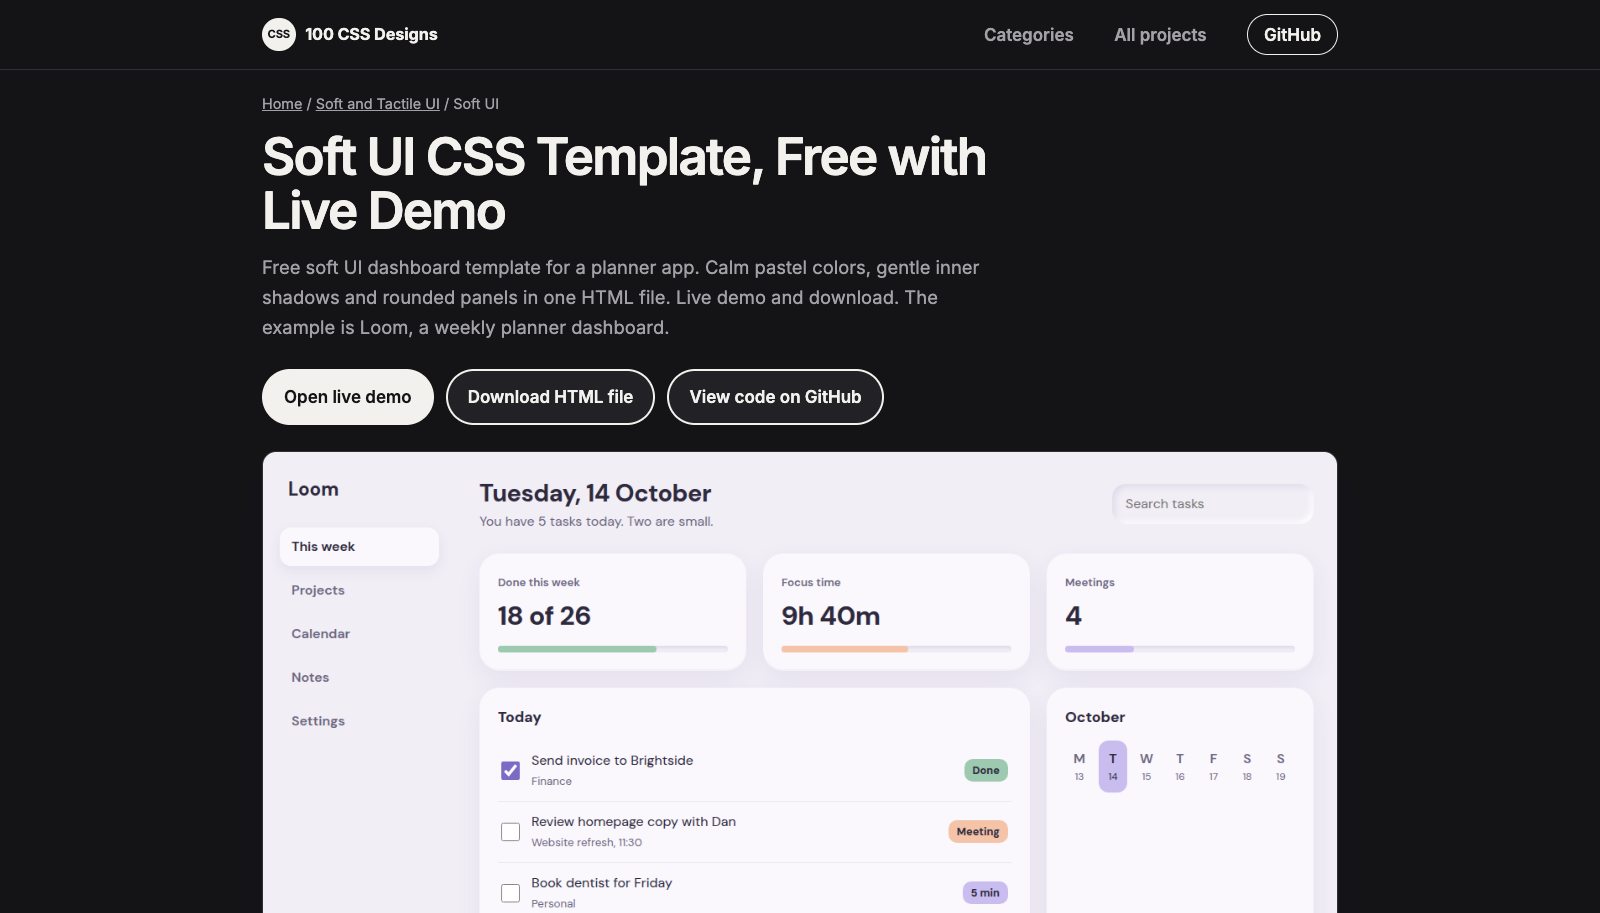 CSS 100 CSS Designs
Categories
All projects
GitHub
Home / Soft and Tactile UI / Soft UI
Soft UI CSS Template, Free with
Live Demo
Free soft UI dashboard template for a planner app. Calm pastel colors, gentle inner
shadows and rounded panels in one HTML file. Live demo and download. The
example is Loom, a weekly planner dashboard.
Open live demo
Download HTML file
View code on GitHub
Loom
This week
Projects
Calendar
Notes
Settings
Tuesday, 14 October
You have 5 tasks today. Two are small.
Search tasks
Done this week
18 of 26
Focus time
9h 40m
Meetings
4
Today
Send invoice to Brightside
Finance
Done
Review homepage copy with Dan
Website refresh, 11:30
Meeting
Book dentist for Friday
Personal
5 min
October
M T W T F S S
13 14 15 16 17 18 19